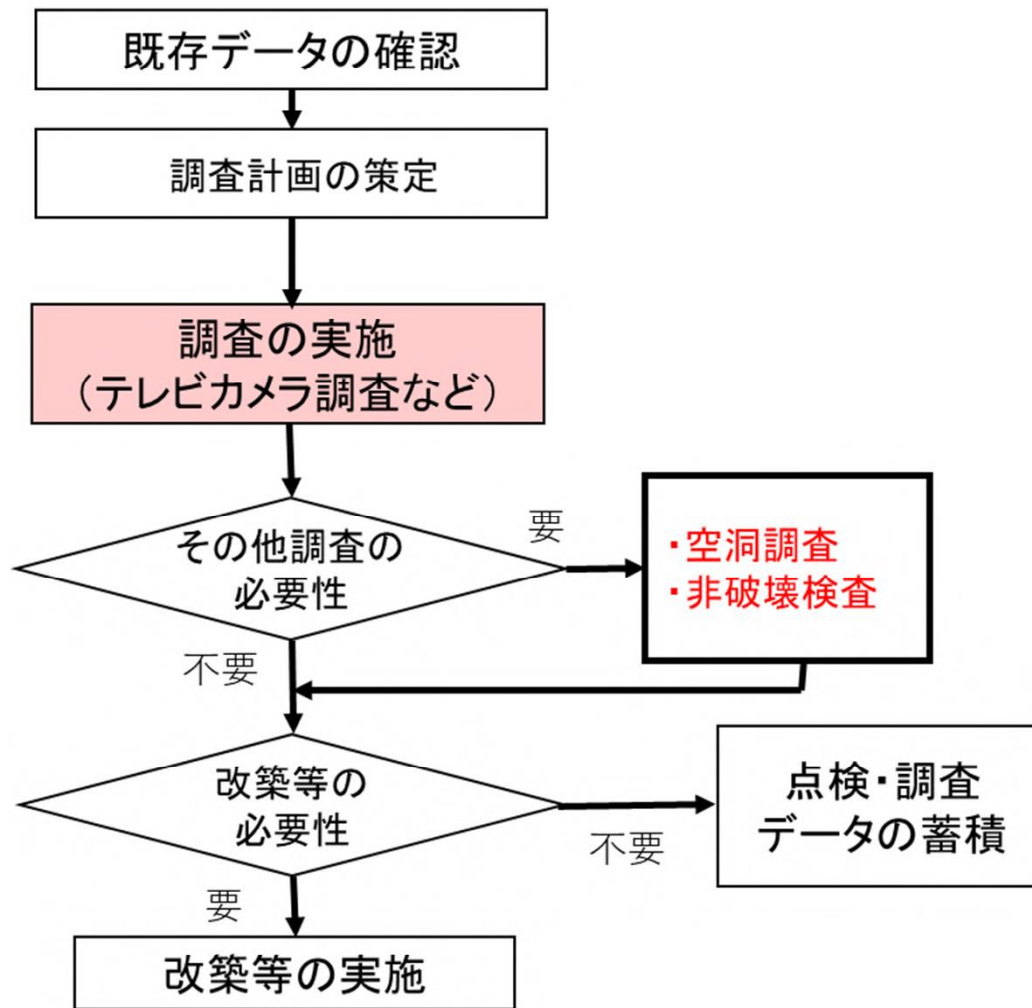 既存データの確認
調査計画の策定
調査の実施
（テレビカメラ調査など）
その他調査の
必要性
要
・空洞調査
・非破壊検査
不要
改築等の
必要性
不要
点検・調査
データの蓄積
要
改築等の実施